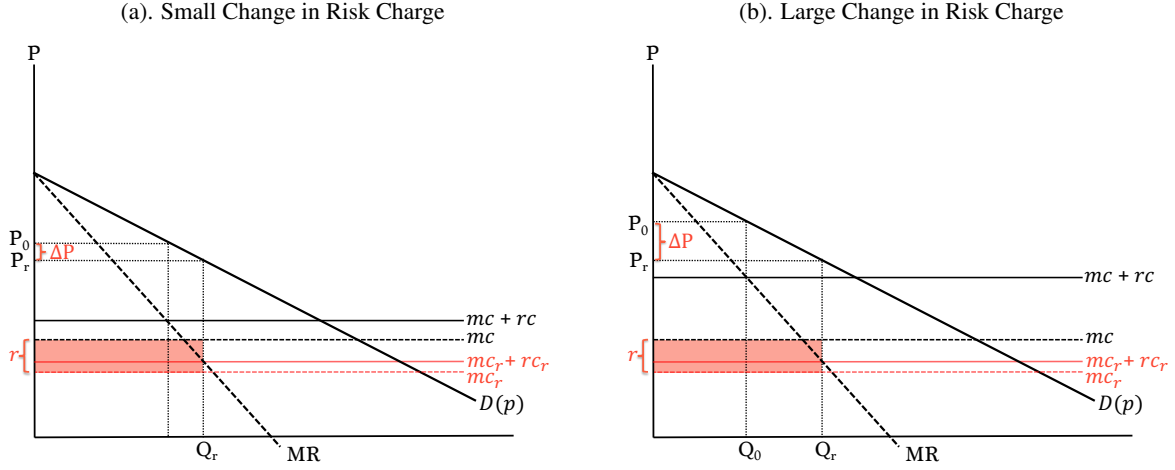 (a). Small Change in Risk Charge
P
P₀
ΔP
Pᵣ
mc + rc
mc
r
mcᵣ + rcᵣ
mcᵣ
D(p)
Qᵣ
MR
(b). Large Change in Risk Charge
P
P₀
ΔP
Pᵣ
mc + rc
mc
r
mcᵣ + rcᵣ
mcᵣ
D(p)
Q₀
Qᵣ
MR